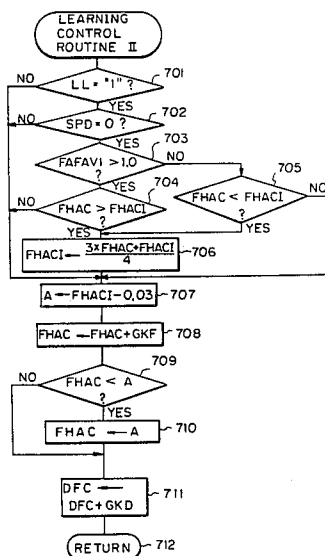 LEARNING
CONTROL
ROUTINE II
NO
701
LL = "1" ?
YES
702
NO
SPD = 0 ?
YES
703
FAFAV1 > 1.0
?
NO
YES
704
705
NO
FHAC > FHACI
?
YES
FHAC < FHACI
?
NO
YES
FHACI ← 3×FHAC+FHACI
4
706
A ← FHACI - 0.03
707
FHAC ← FHAC+GKF
708
709
NO
FHAC < A
?
YES
FHAC ← A
710
DFC ←
DFC+GKD
711
RETURN
712